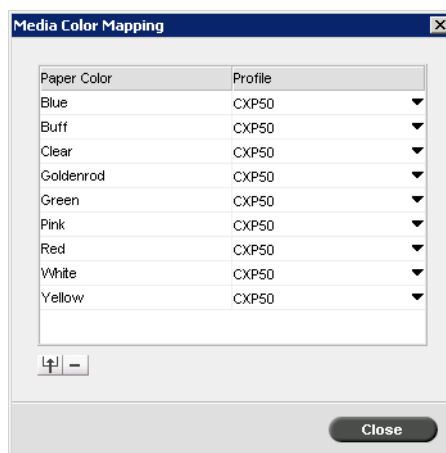 Media Color Mapping
Paper Color Profile
Blue CXP50
Buff CXP50
Clear CXP50
Goldenrod CXP50
Green CXP50
Pink CXP50
Red CXP50
White CXP50
Yellow CXP50
Close